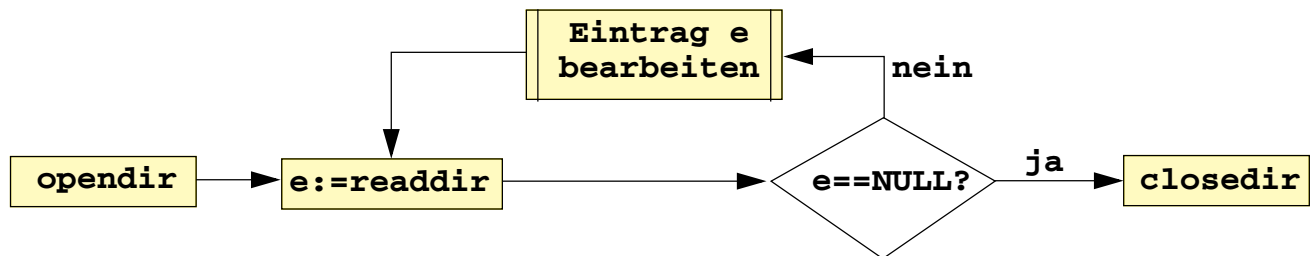 Eintrag e
bearbeiten
nein
opendir
e:=readdir
e==NULL?
ja
closedir